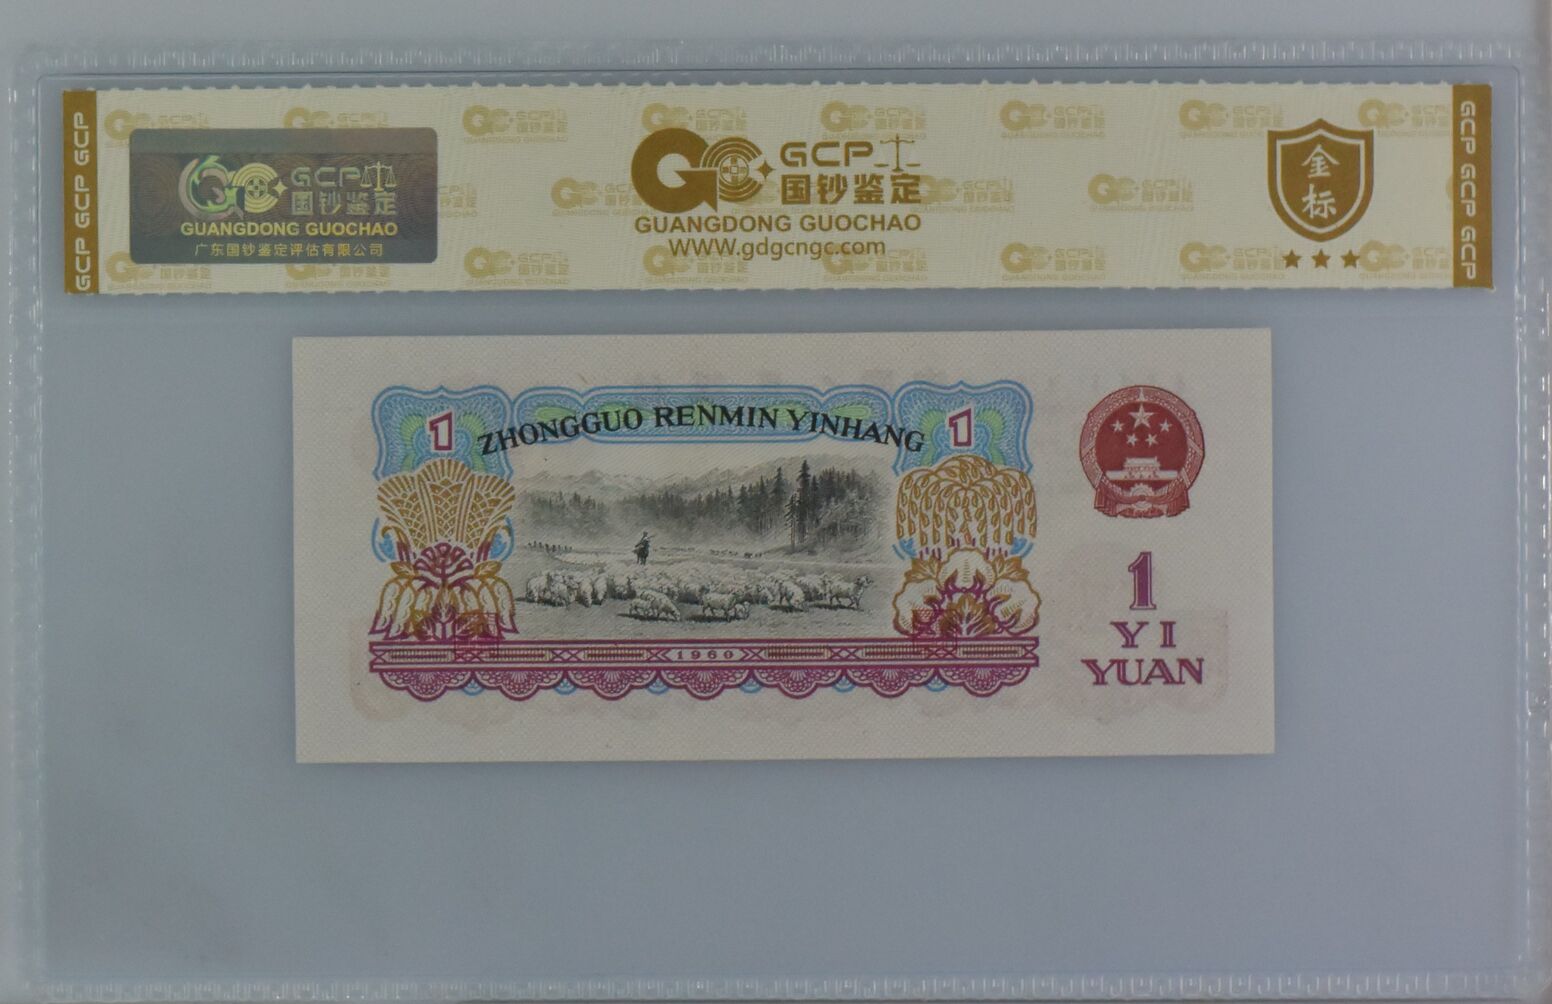 GCP GCP GCP
GCP
国钞鉴定
GUANGDONG GUOCHAO
广东国钞鉴定评估有限公司
GCP
国钞鉴定
GUANGDONG GUOCHAO
WWW.gdgcngc.com
金
标
GCP GCP GCP
1
ZHONGGUO RENMIN YINHANG
1
1960
1
YI
YUAN